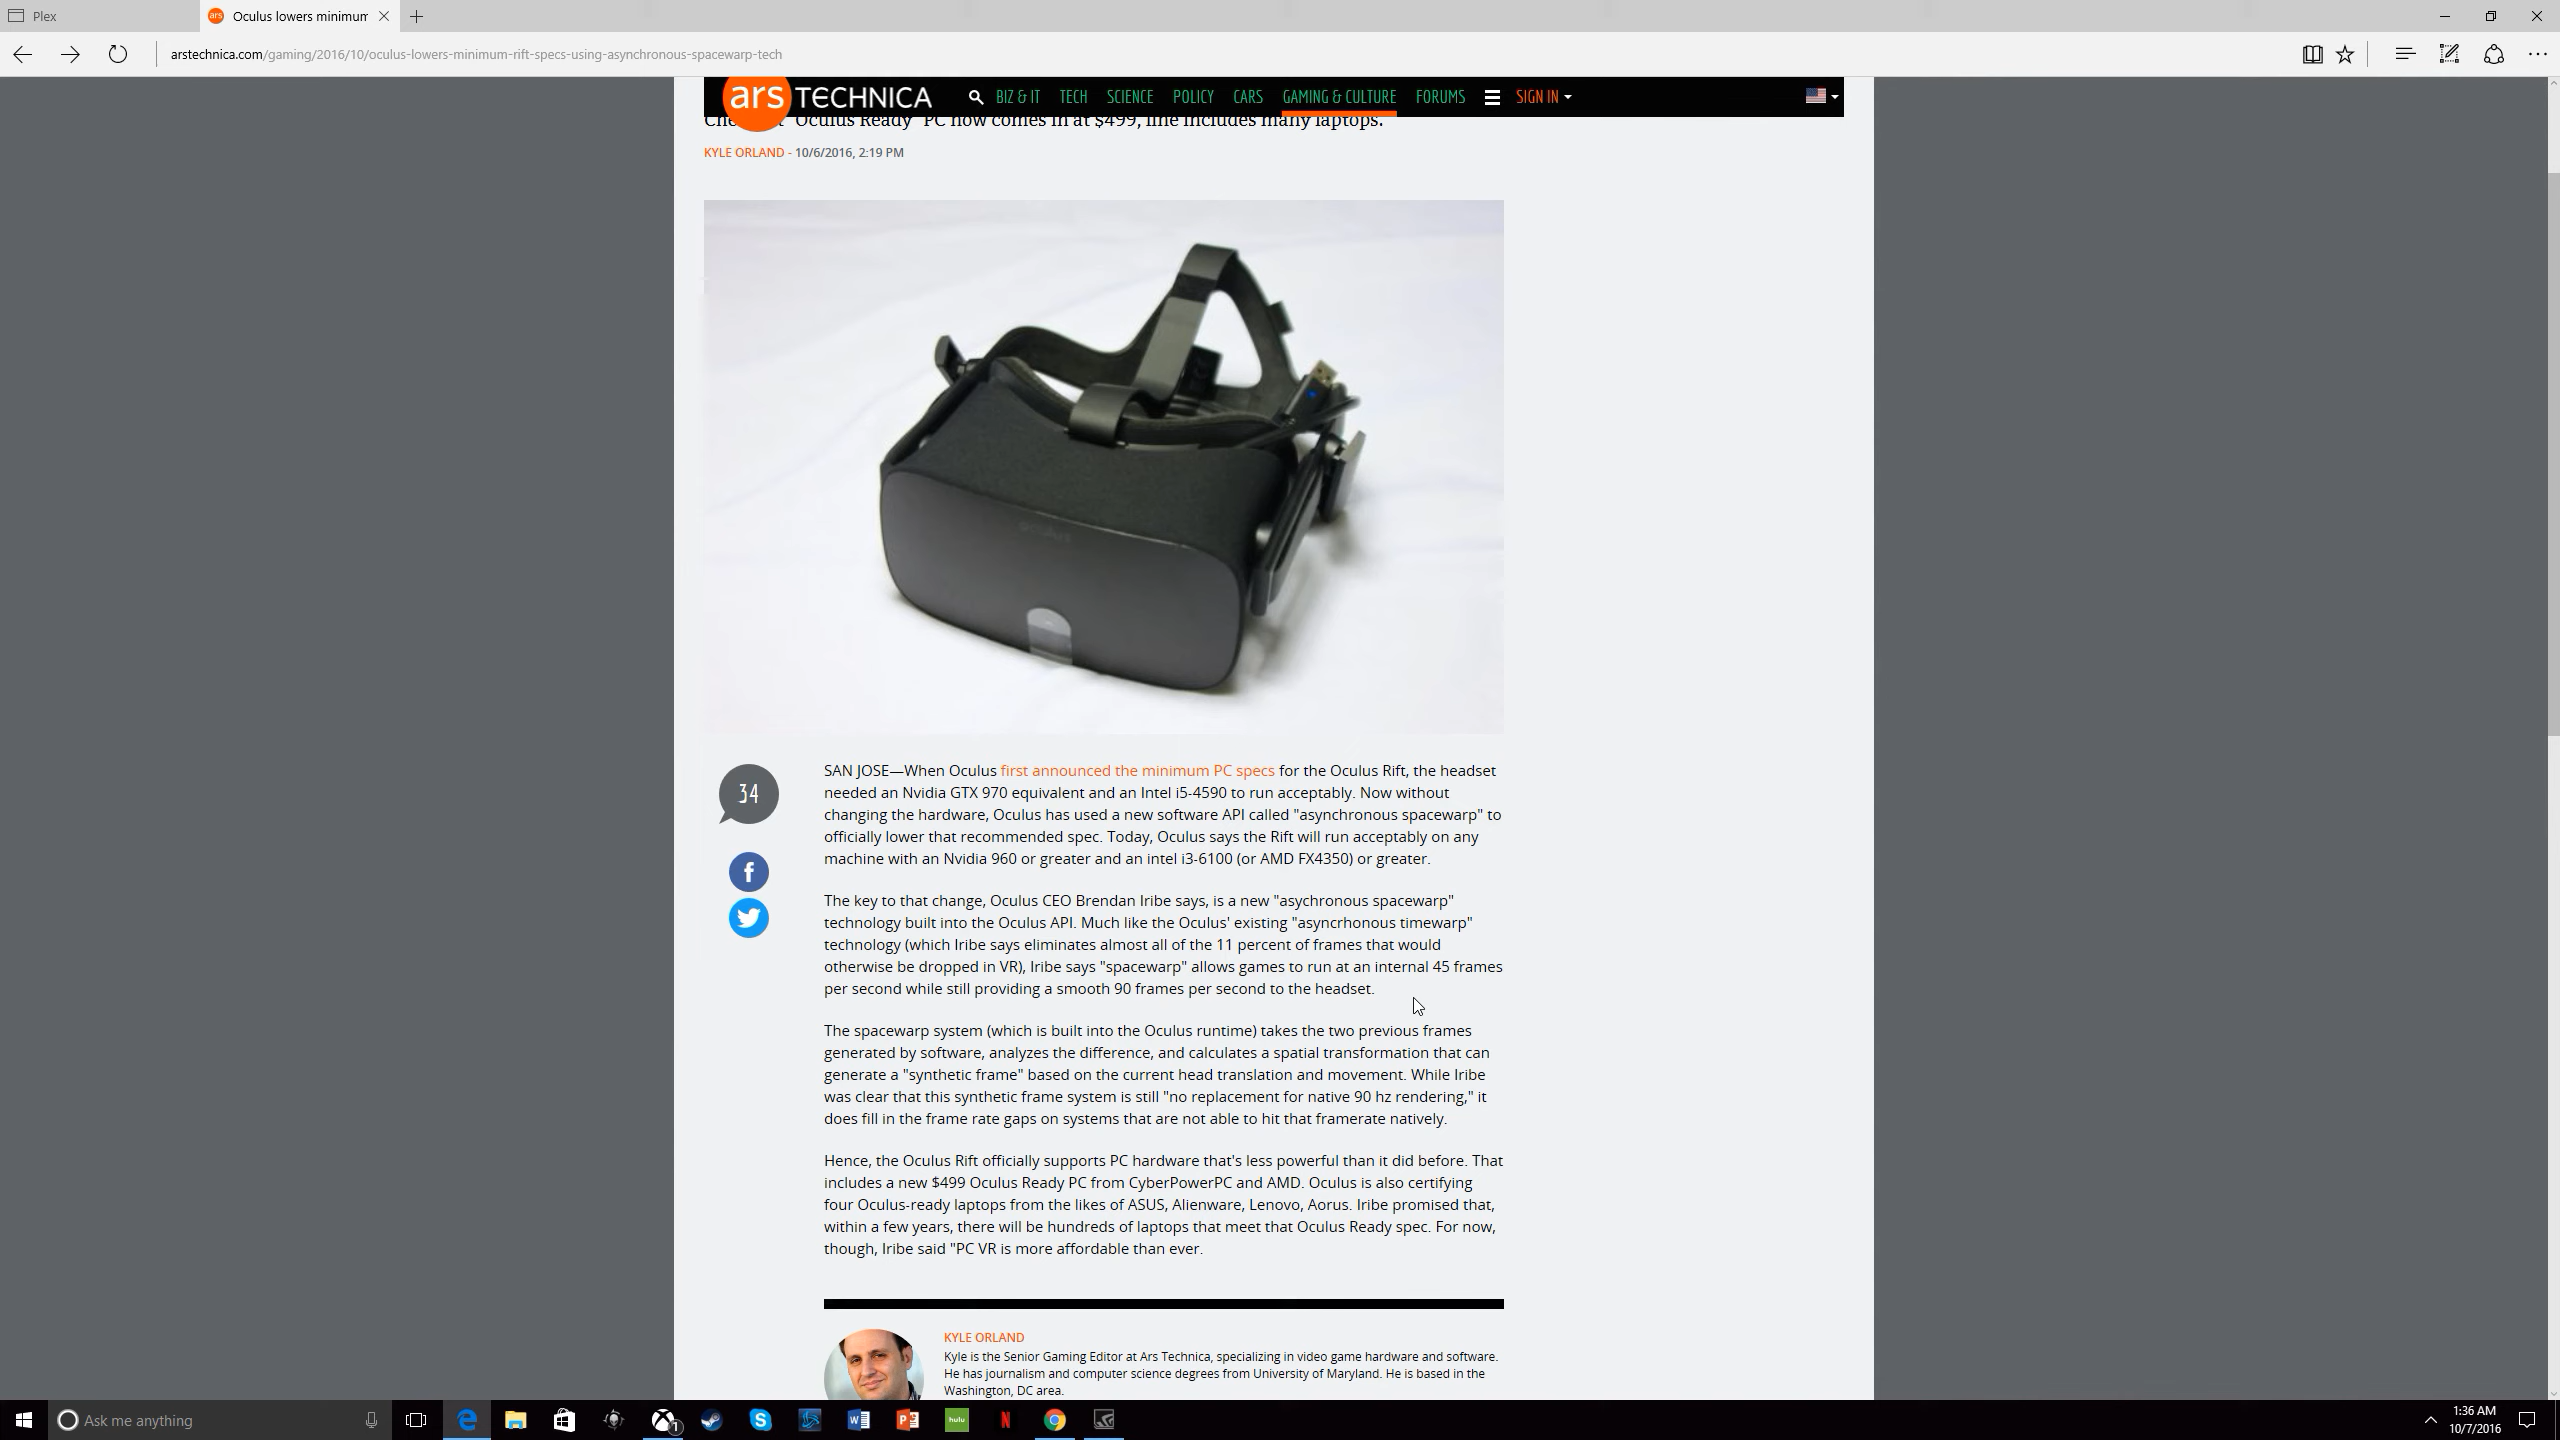 Plex
ars
Oculus lowers minimum
arstechnica.com/gaming/2016/10/oculus-lowers-minimum-rift-specs-using-asynchronous-spacewarp-tech
ars TECHNICA BIZ & IT TECH SCIENCE POLICY CARS GAMING & CULTURE FORUMS SIGN IN
"Oculus Ready" PC now comes in at $499, line includes many laptops.
KYLE ORLAND - 10/6/2016, 2:19 PM
34
SAN JOSE—When Oculus first announced the minimum PC specs for the Oculus Rift, the headset
needed an Nvidia GTX 970 equivalent and an Intel i5-4590 to run acceptably. Now without
changing the hardware, Oculus has used a new software API called "asynchronous spacewarp" to
officially lower that recommended spec. Today, Oculus says the Rift will run acceptably on any
machine with an Nvidia 960 or greater and an intel i3-6100 (or AMD FX4350) or greater.
The key to that change, Oculus CEO Brendan Iribe says, is a new "asychronous spacewarp"
technology built into the Oculus API. Much like the Oculus' existing "asyncrhonous timewarp"
technology (which Iribe says eliminates almost all of the 11 percent of frames that would
otherwise be dropped in VR), Iribe says "spacewarp" allows games to run at an internal 45 frames
per second while still providing a smooth 90 frames per second to the headset.
The spacewarp system (which is built into the Oculus runtime) takes the two previous frames
generated by software, analyzes the difference, and calculates a spatial transformation that can
generate a "synthetic frame" based on the current head translation and movement. While Iribe
was clear that this synthetic frame system is still "no replacement for native 90 hz rendering," it
does fill in the frame rate gaps on systems that are not able to hit that framerate natively.
Hence, the Oculus Rift officially supports PC hardware that's less powerful than it did before. That
includes a new $499 Oculus Ready PC from CyberPowerPC and AMD. Oculus is also certifying
four Oculus-ready laptops from the likes of ASUS, Alienware, Lenovo, Aorus. Iribe promised that,
within a few years, there will be hundreds of laptops that meet that Oculus Ready spec. For now,
though, Iribe said "PC VR is more affordable than ever.
KYLE ORLAND
Kyle is the Senior Gaming Editor at Ars Technica, specializing in video game hardware and software.
He has journalism and computer science degrees from University of Maryland. He is based in the
Washington, DC area.
Ask me anything
1
hulu
N
1:36 AM
10/7/2016